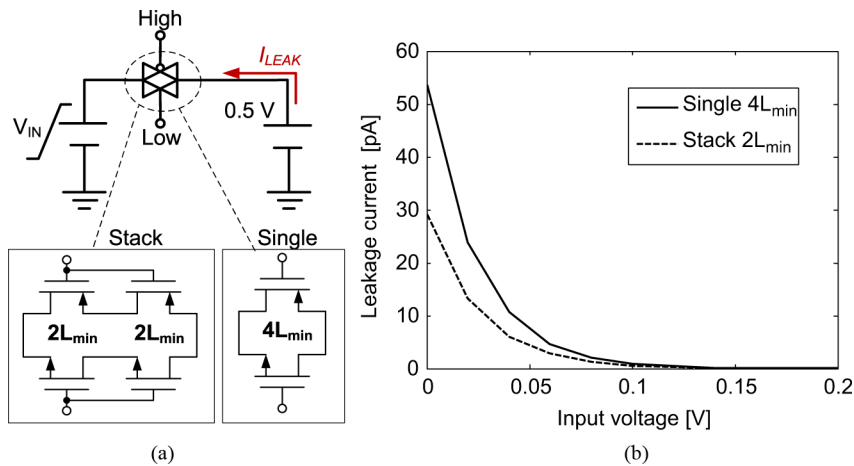 High
I_LEAK
0.5 V
V_IN
Low
Stack
Single
2L_min
2L_min
4L_min
(a)
60
50
40
30
20
10
0
Leakage current [pA]
Single 4L_min
Stack 2L_min
0
0.05
0.1
0.15
0.2
Input voltage [V]
(b)